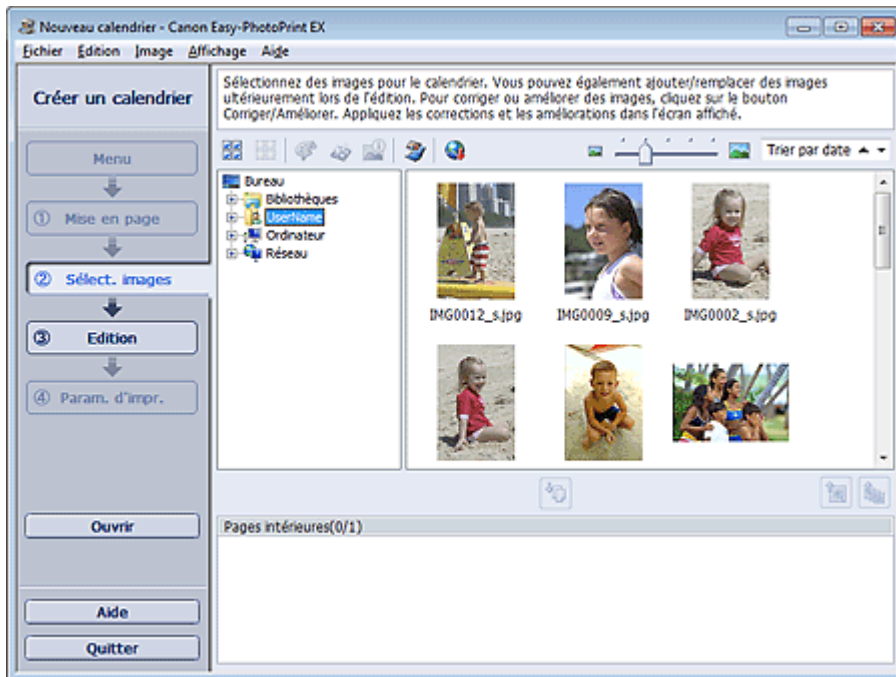 Nouveau calendrier - Canon Easy-PhotoPrint EX
Fichier Edition Image Affichage Aide
Créer un calendrier
Sélectionnez des images pour le calendrier. Vous pouvez également ajouter/remplacer des images
ultérieurement lors de l'édition. Pour corriger ou améliorer des images, cliquez sur le bouton
Corriger/Améliorer. Appliquez les corrections et les améliorations dans l'écran affiché.
Menu
① Mise en page
② Sélect. images
③ Edition
④ Param. d'impr.
Ouvrir
Aide
Quitter
Trier par date
Bureau
Bibliothèques
UserName
Ordinateur
Réseau
IMG0012_s.jpg IMG0009_s.jpg IMG0002_s.jpg
Pages intérieures(0/1)